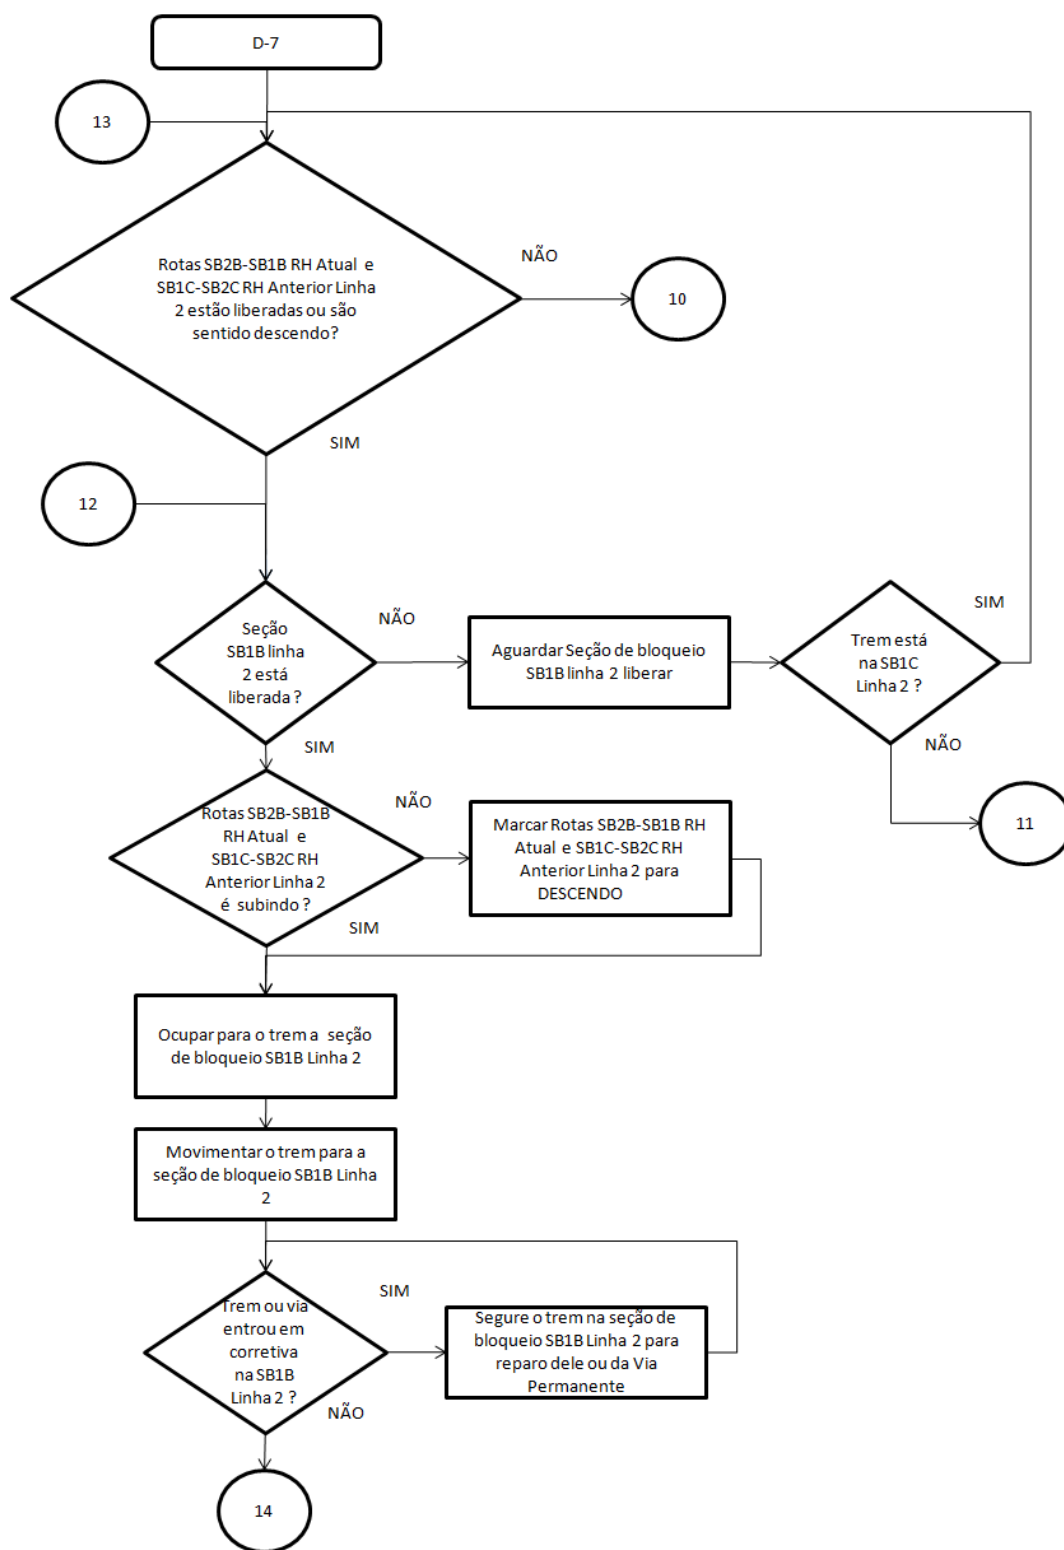 D-7
13
Rotas SB2B-SB1B RH Atual e
SB1C-SB2C RH Anterior Linha
2 estão liberadas ou são
sentido descendo?
NÃO
10
SIM
12
Seção
SB1B linha
2 está
liberada ?
NÃO
Aguardar Seção de bloqueio
SB1B linha 2 liberar
Trem está
na SB1C
Linha 2 ?
SIM
NÃO
11
SIM
Rotas SB2B-SB1B
RH Atual e
SB1C-SB2C RH
Anterior Linha 2
é subindo ?
NÃO
Marcar Rotas SB2B-SB1B RH
Atual e SB1C-SB2C RH
Anterior Linha 2 para
DESCENDO
SIM
Ocupar para o trem a seção
de bloqueio SB1B Linha 2
Movimentar o trem para a
seção de bloqueio SB1B Linha
2
Trem ou via
entrou em
corretiva
na SB1B
Linha 2 ?
SIM
Segure o trem na seção de
bloqueio SB1B Linha 2 para
reparo dele ou da Via
Permanente
NÃO
14